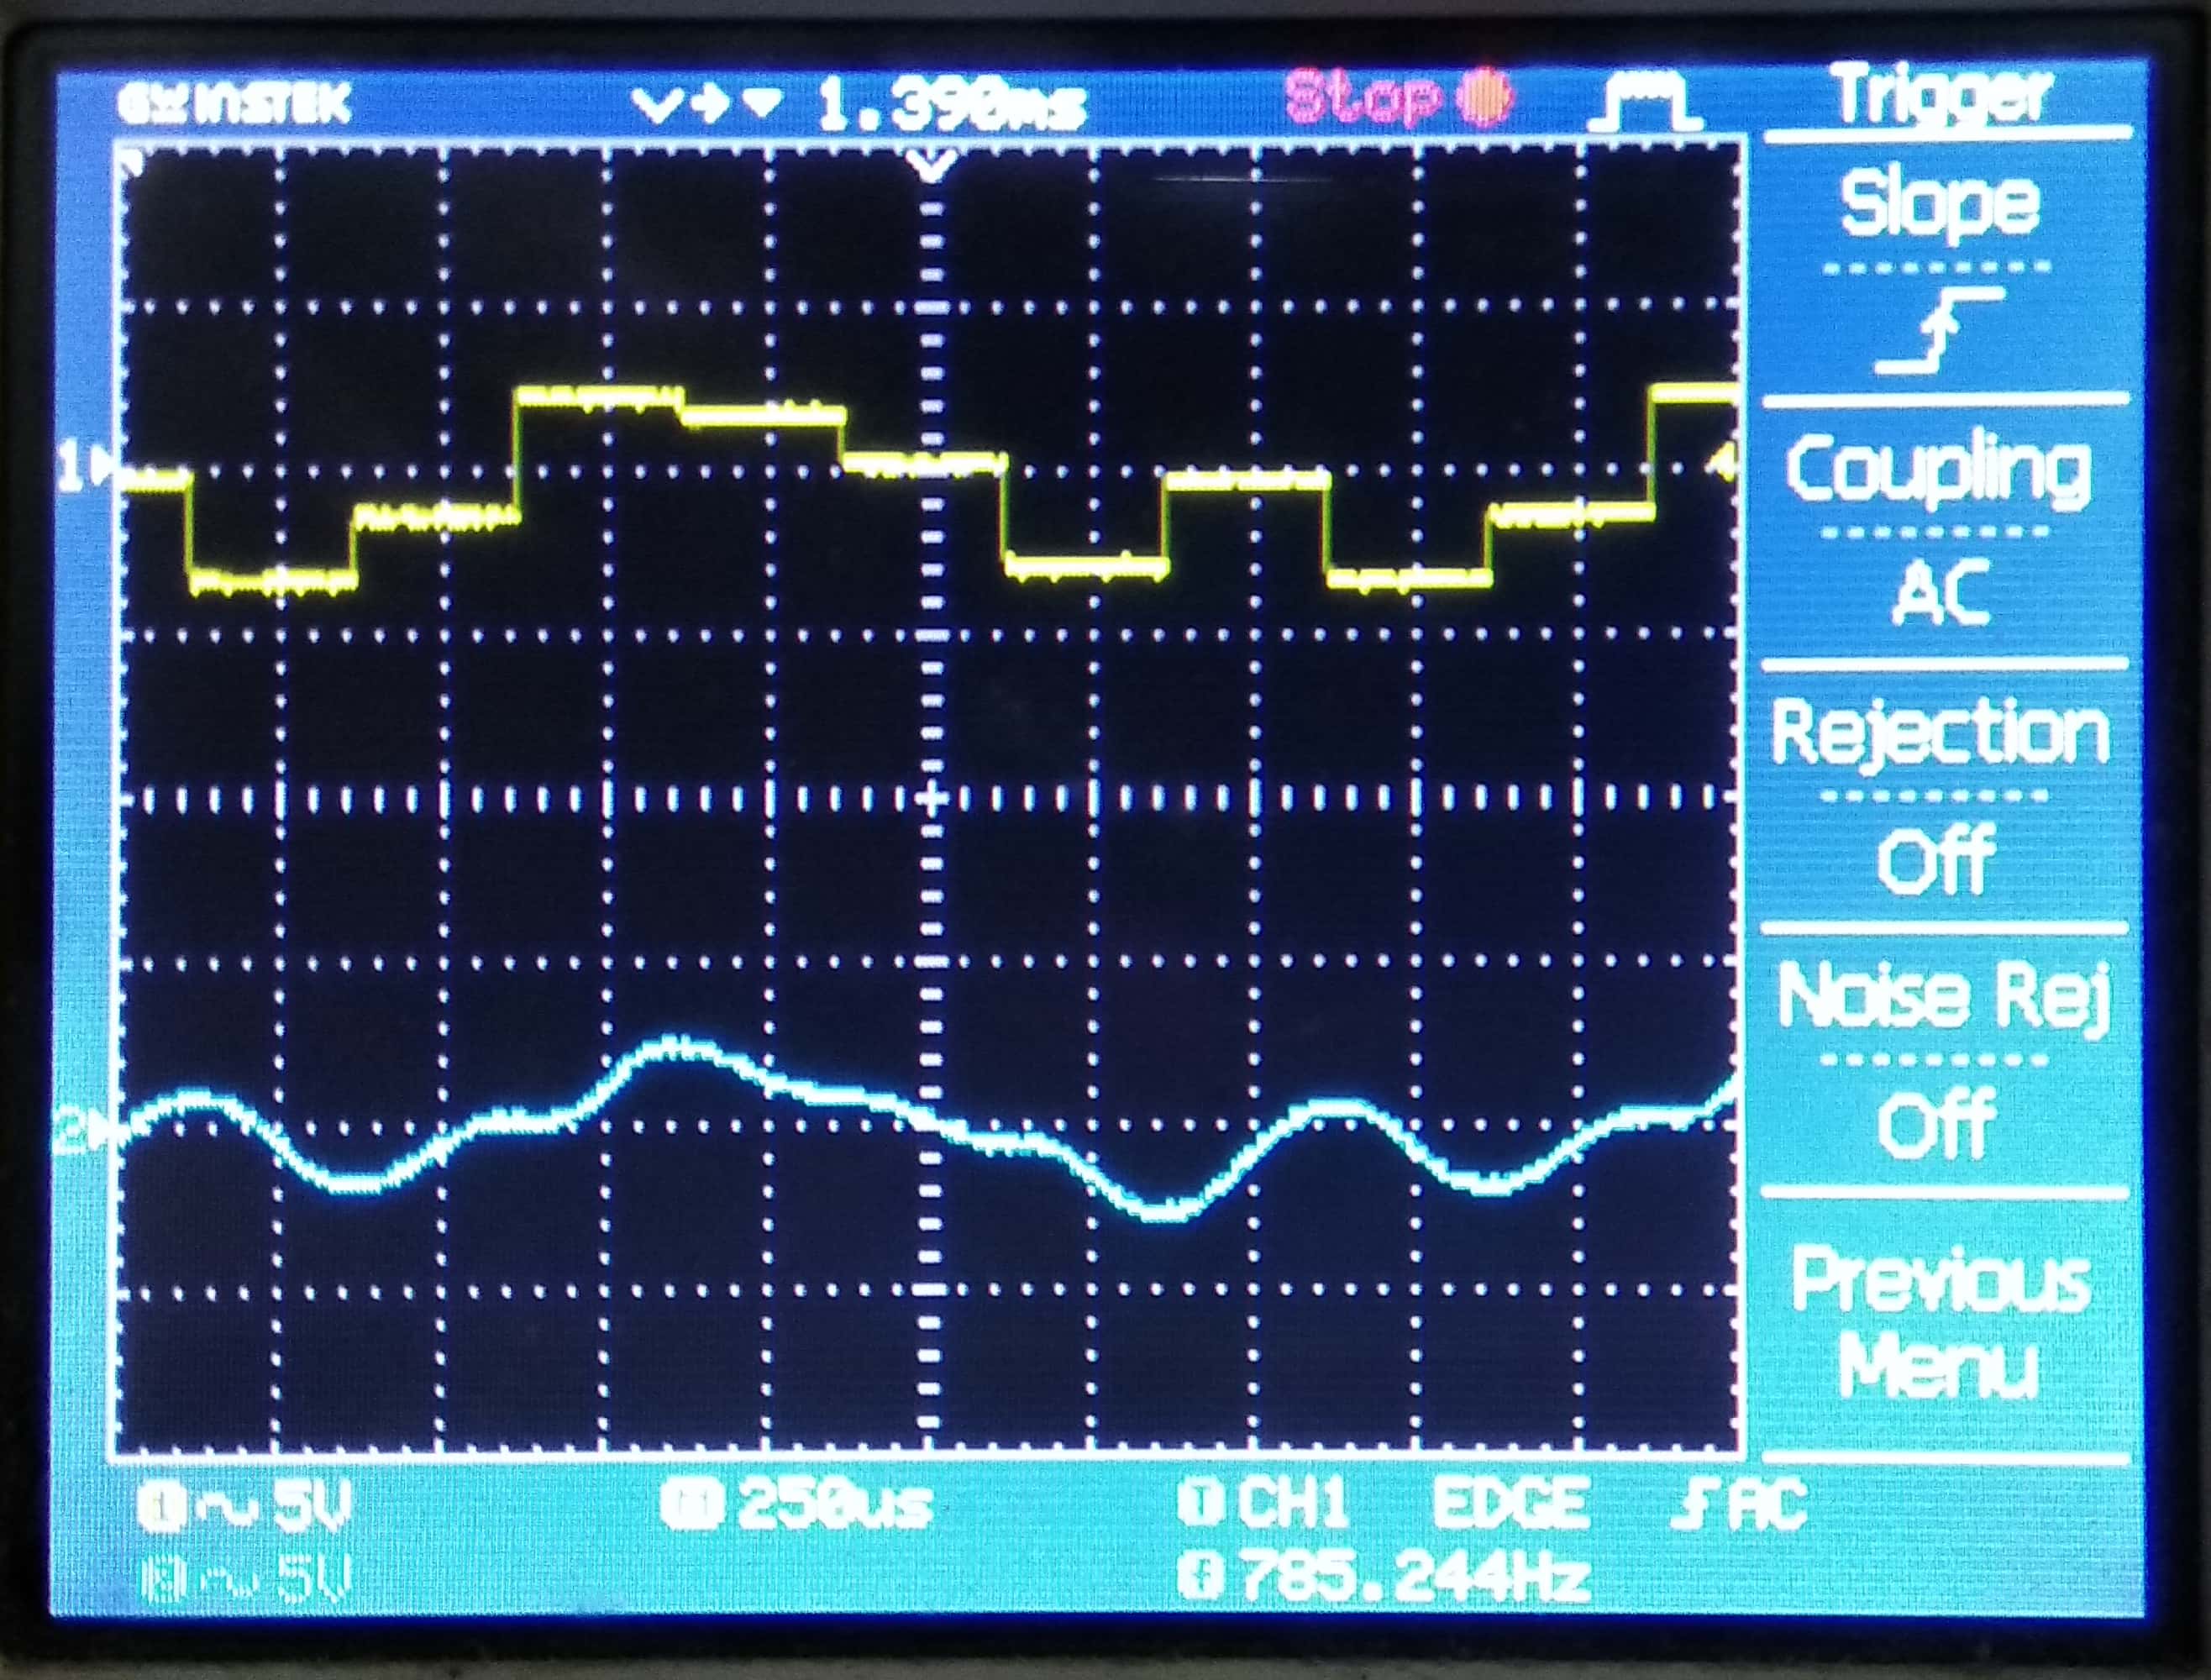 GW INSTEK 1.390ms Stop Trigger
Slope
Coupling
AC
Rejection
Off
Noise Rej
Off
Previous
Menu
1
2
1 5V 250us CH1 EDGE AC
2 5V 785.244Hz